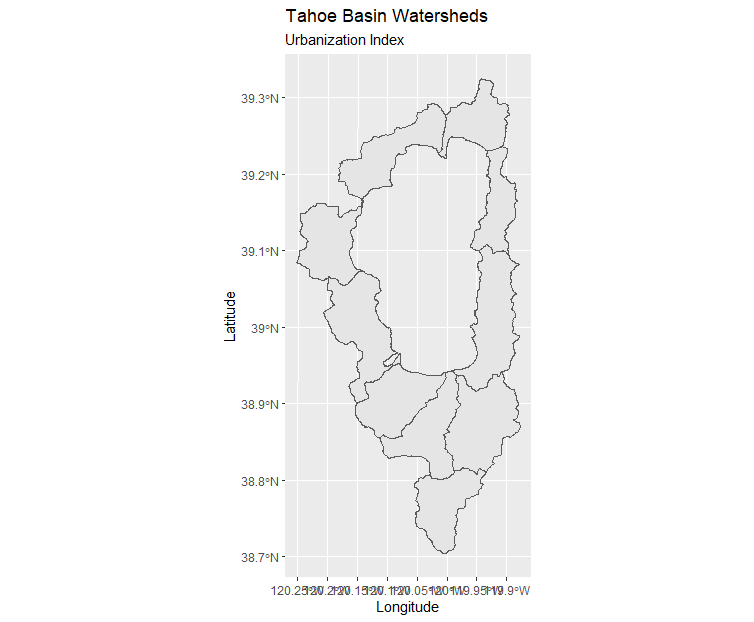 Tahoe Basin Watersheds
Urbanization Index
39.3°N
39.2°N
39.1°N
39°N
38.9°N
38.8°N
38.7°N
Latitude
120.25°W 120.2°W 120.15°W 120.1°W 120.05°W 120°W 119.95°W 119.9°W
Longitude